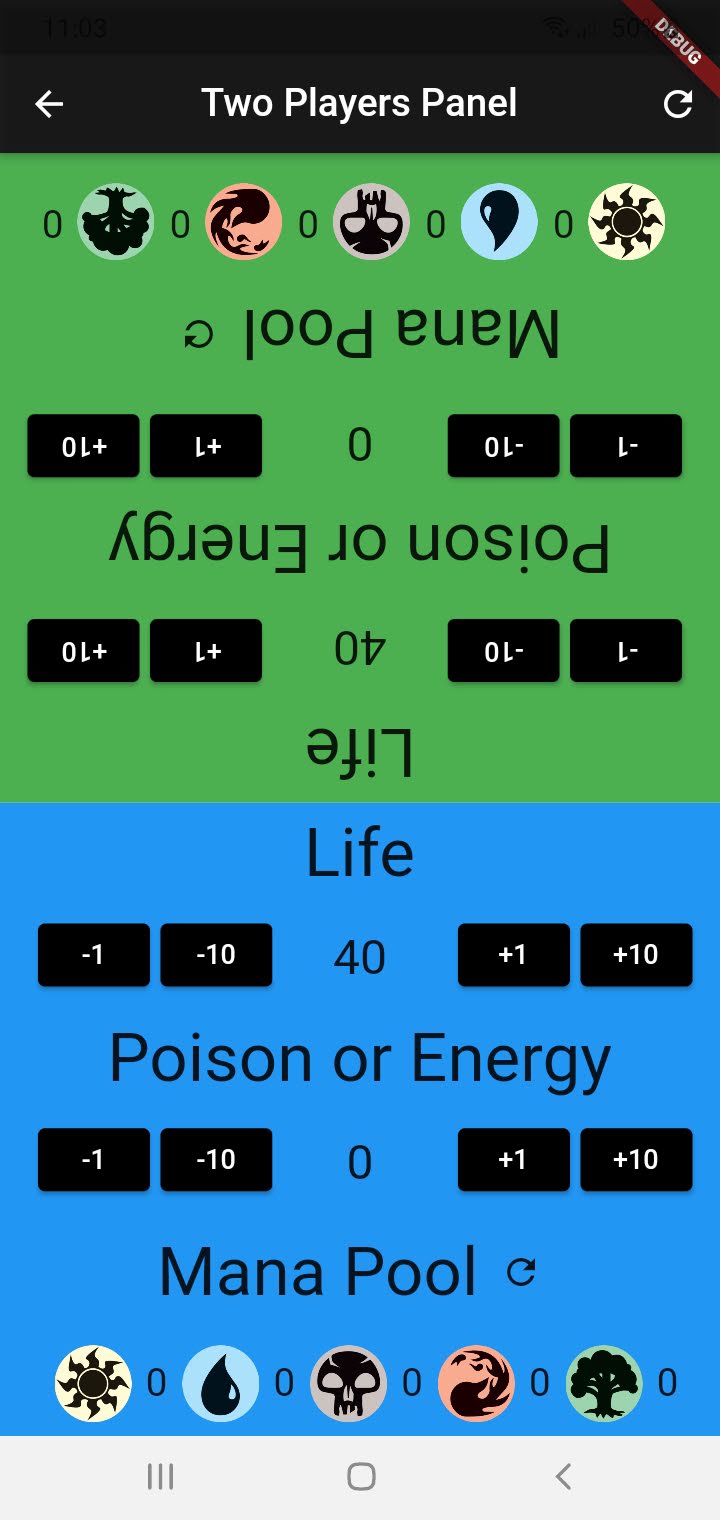 11:03 50%
DEBUG
Two Players Panel
0 0 0 0 0
Mana Pool
+10 +1 0 -10 -1
Poison or Energy
+10 +1 40 -10 -1
Life
Life
-1 -10 40 +1 +10
Poison or Energy
-1 -10 0 +1 +10
Mana Pool
0 0 0 0 0